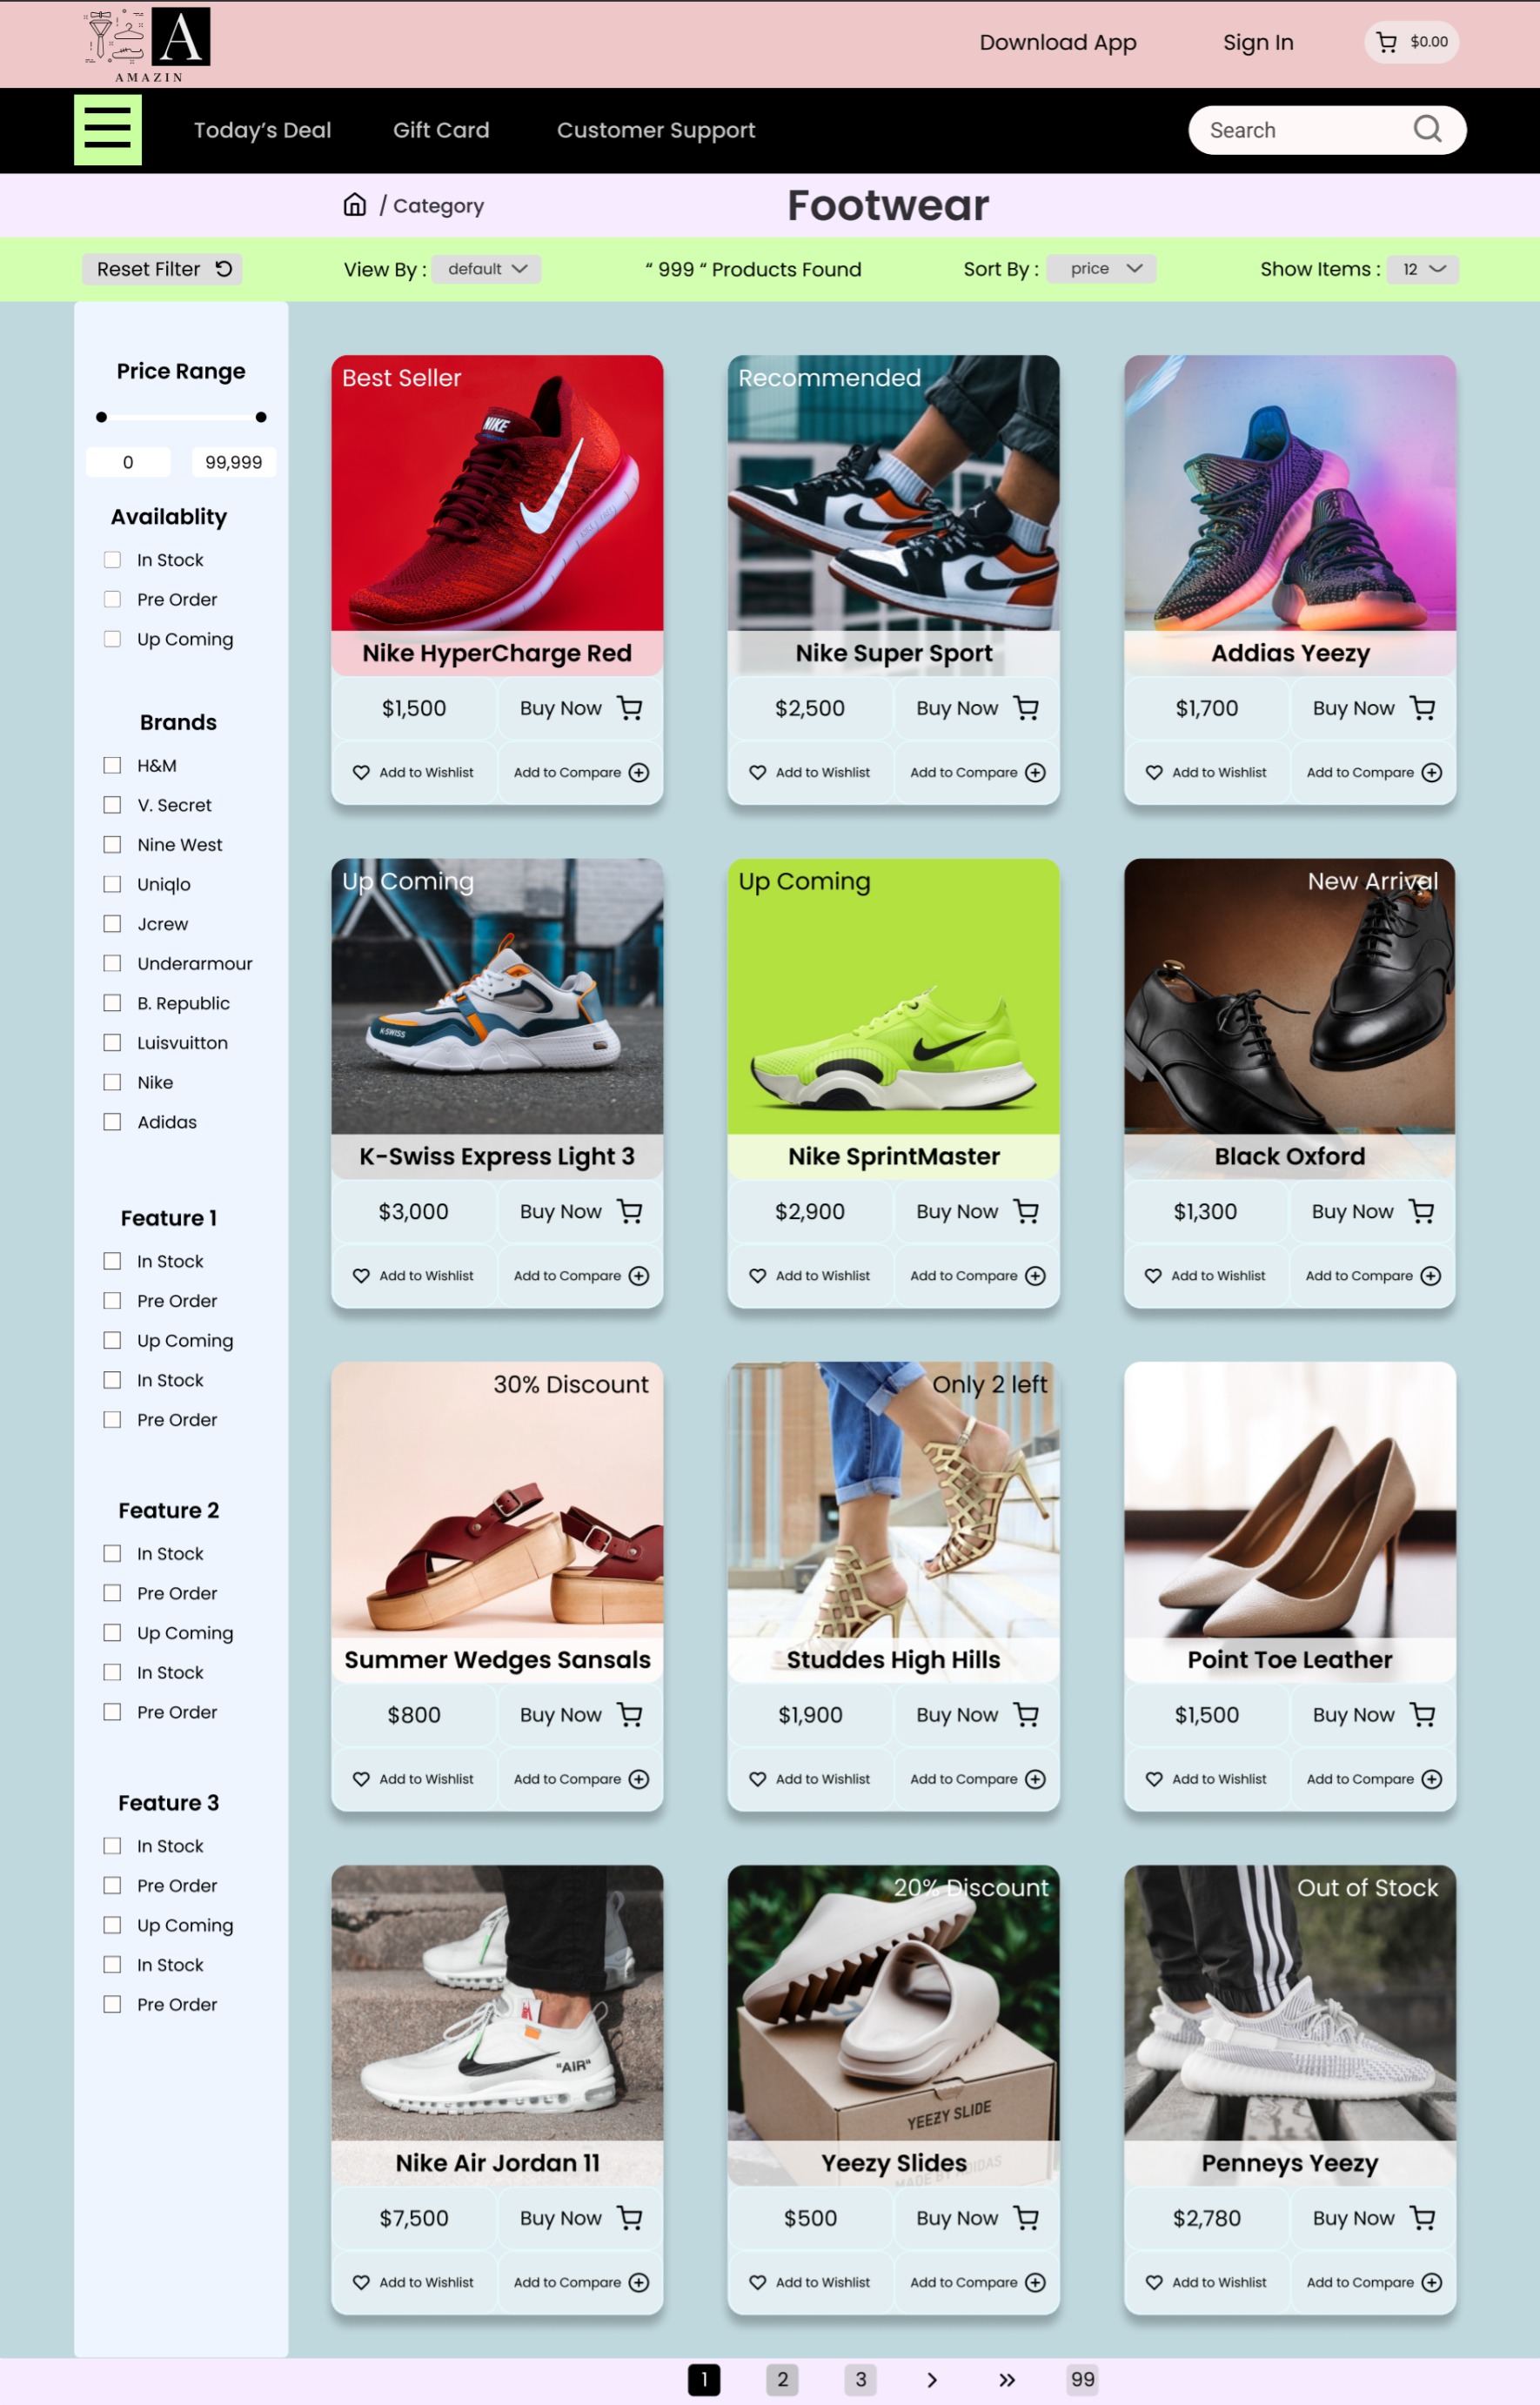 A
AMAZIN
Download App
Sign In
$0.00
Today’s Deal
Gift Card
Customer Support
Search
/ Category
Footwear
Reset Filter
View By :
default
“ 999 “ Products Found
Sort By :
price
Show Items :
12
Price Range
0
99,999
Availablity
In Stock
Pre Order
Up Coming
Brands
H&M
V. Secret
Nine West
Uniqlo
Jcrew
Underarmour
B. Republic
Luisvuitton
Nike
Adidas
Feature 1
In Stock
Pre Order
Up Coming
In Stock
Pre Order
Feature 2
In Stock
Pre Order
Up Coming
In Stock
Pre Order
Feature 3
In Stock
Pre Order
Up Coming
In Stock
Pre Order
Best Seller
NIKE
Nike HyperCharge Red
$1,500
Buy Now
Add to Wishlist
Add to Compare
Recommended
Nike Super Sport
$2,500
Buy Now
Add to Wishlist
Add to Compare
Addias Yeezy
$1,700
Buy Now
Add to Wishlist
Add to Compare
Up Coming
K-SWISS
K-Swiss Express Light 3
$3,000
Buy Now
Add to Wishlist
Add to Compare
Up Coming
Nike SprintMaster
$2,900
Buy Now
Add to Wishlist
Add to Compare
New Arrival
Black Oxford
$1,300
Buy Now
Add to Wishlist
Add to Compare
30% Discount
Summer Wedges Sansals
$800
Buy Now
Add to Wishlist
Add to Compare
Only 2 left
Studdes High Hills
$1,900
Buy Now
Add to Wishlist
Add to Compare
Point Toe Leather
$1,500
Buy Now
Add to Wishlist
Add to Compare
"AIR"
Nike Air Jordan 11
$7,500
Buy Now
Add to Wishlist
Add to Compare
20% Discount
YEEZY SLIDE
Yeezy Slides
MADE BY ADIDAS
$500
Buy Now
Add to Wishlist
Add to Compare
Out of Stock
Penneys Yeezy
$2,780
Buy Now
Add to Wishlist
Add to Compare
1
2
3
99